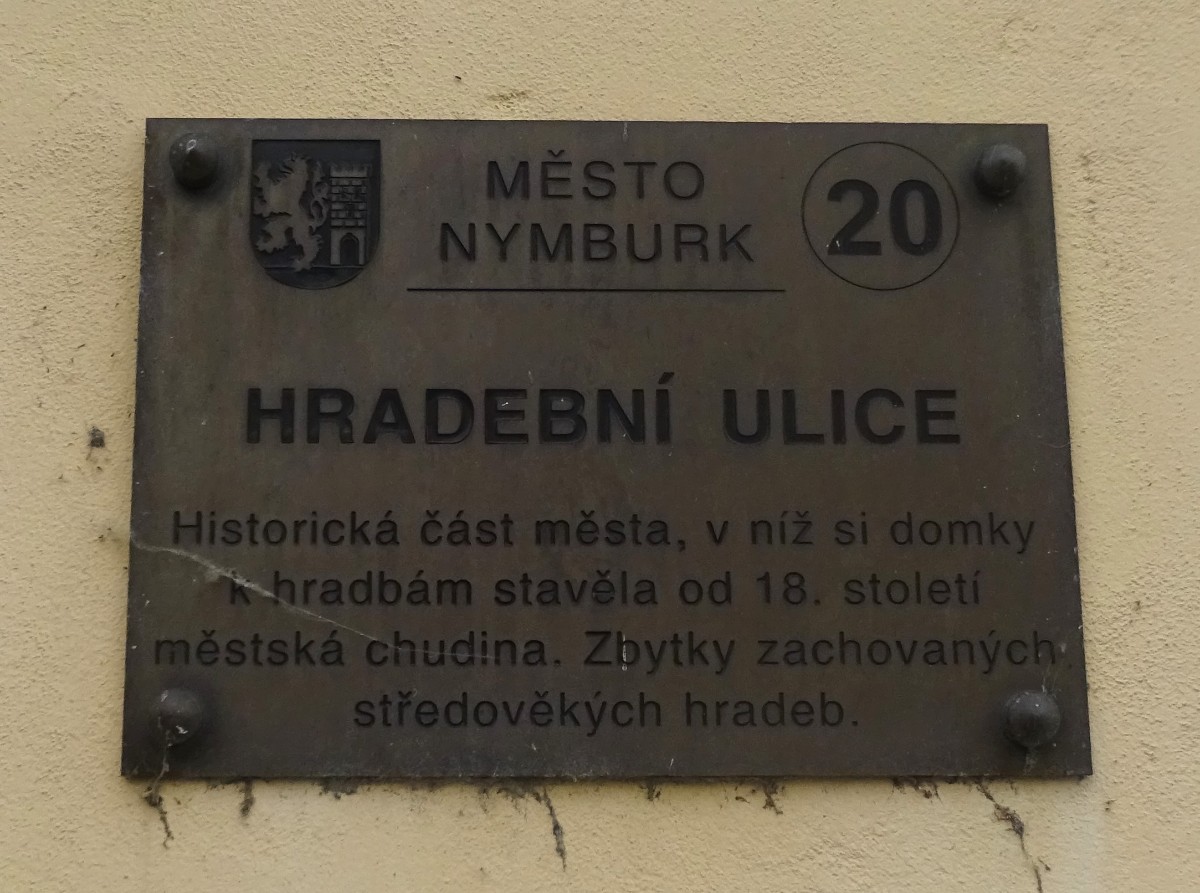 MĚSTO
NYMBURK
20
HRADEBNÍ ULICE
Historická část města, v níž si domky
k hradbám stavěla od 18. století
městská chudina. Zbytky zachovaných
středověkých hradeb.